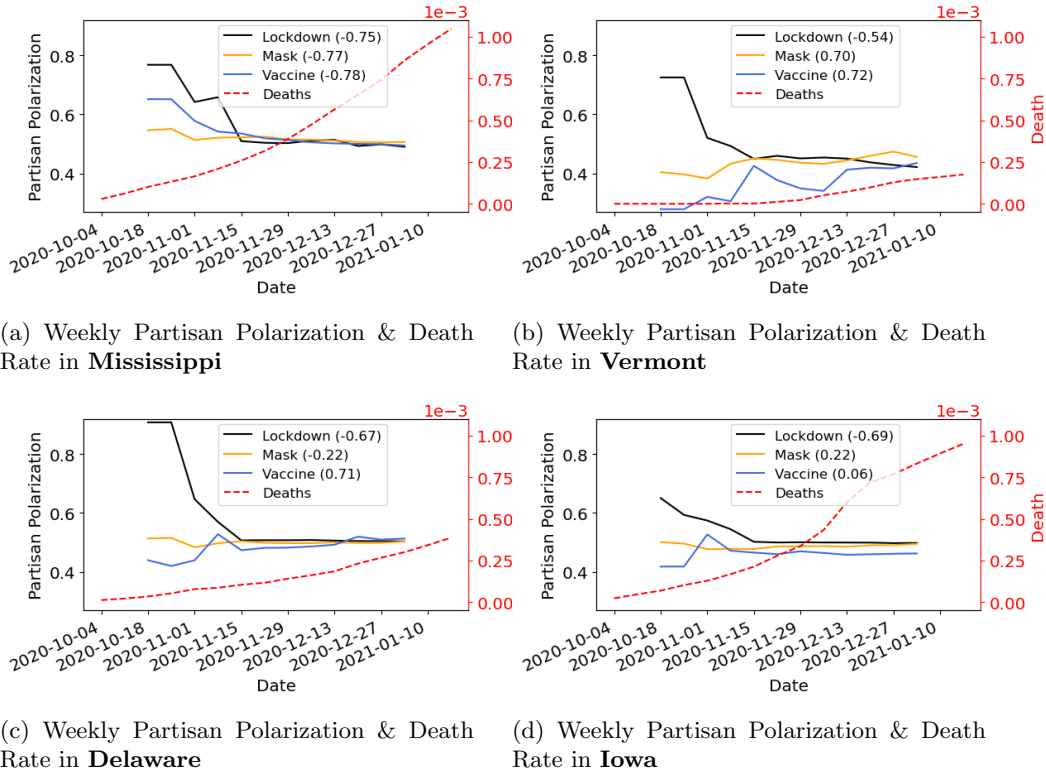 1e-3
Lockdown (-0.75)
Mask (-0.77)
Vaccine (-0.78)
Deaths
Partisan Polarization
0.8
0.6
0.4
1.00
0.75
0.50
0.25
0.00
2020-10-04
2020-10-18
2020-11-01
2020-11-15
2020-11-29
2020-12-13
2020-12-27
2021-01-10
Date
1e-3
Lockdown (-0.54)
Mask (0.70)
Vaccine (0.72)
Deaths
Partisan Polarization
0.8
0.6
0.4
1.00
0.75
0.50
0.25
0.00
Death
2020-10-04
2020-10-18
2020-11-01
2020-11-15
2020-11-29
2020-12-13
2020-12-27
2021-01-10
Date
(a) Weekly Partisan Polarization & Death
Rate in Mississippi
(b) Weekly Partisan Polarization & Death
Rate in Vermont
1e-3
Lockdown (-0.67)
Mask (-0.22)
Vaccine (0.71)
Deaths
Partisan Polarization
0.8
0.6
0.4
1.00
0.75
0.50
0.25
0.00
2020-10-04
2020-10-18
2020-11-01
2020-11-15
2020-11-29
2020-12-13
2020-12-27
2021-01-10
Date
1e-3
Lockdown (-0.69)
Mask (0.22)
Vaccine (0.06)
Deaths
Partisan Polarization
0.8
0.6
0.4
1.00
0.75
0.50
0.25
0.00
Death
2020-10-04
2020-10-18
2020-11-01
2020-11-15
2020-11-29
2020-12-13
2020-12-27
2021-01-10
Date
(c) Weekly Partisan Polarization & Death
Rate in Delaware
(d) Weekly Partisan Polarization & Death
Rate in Iowa